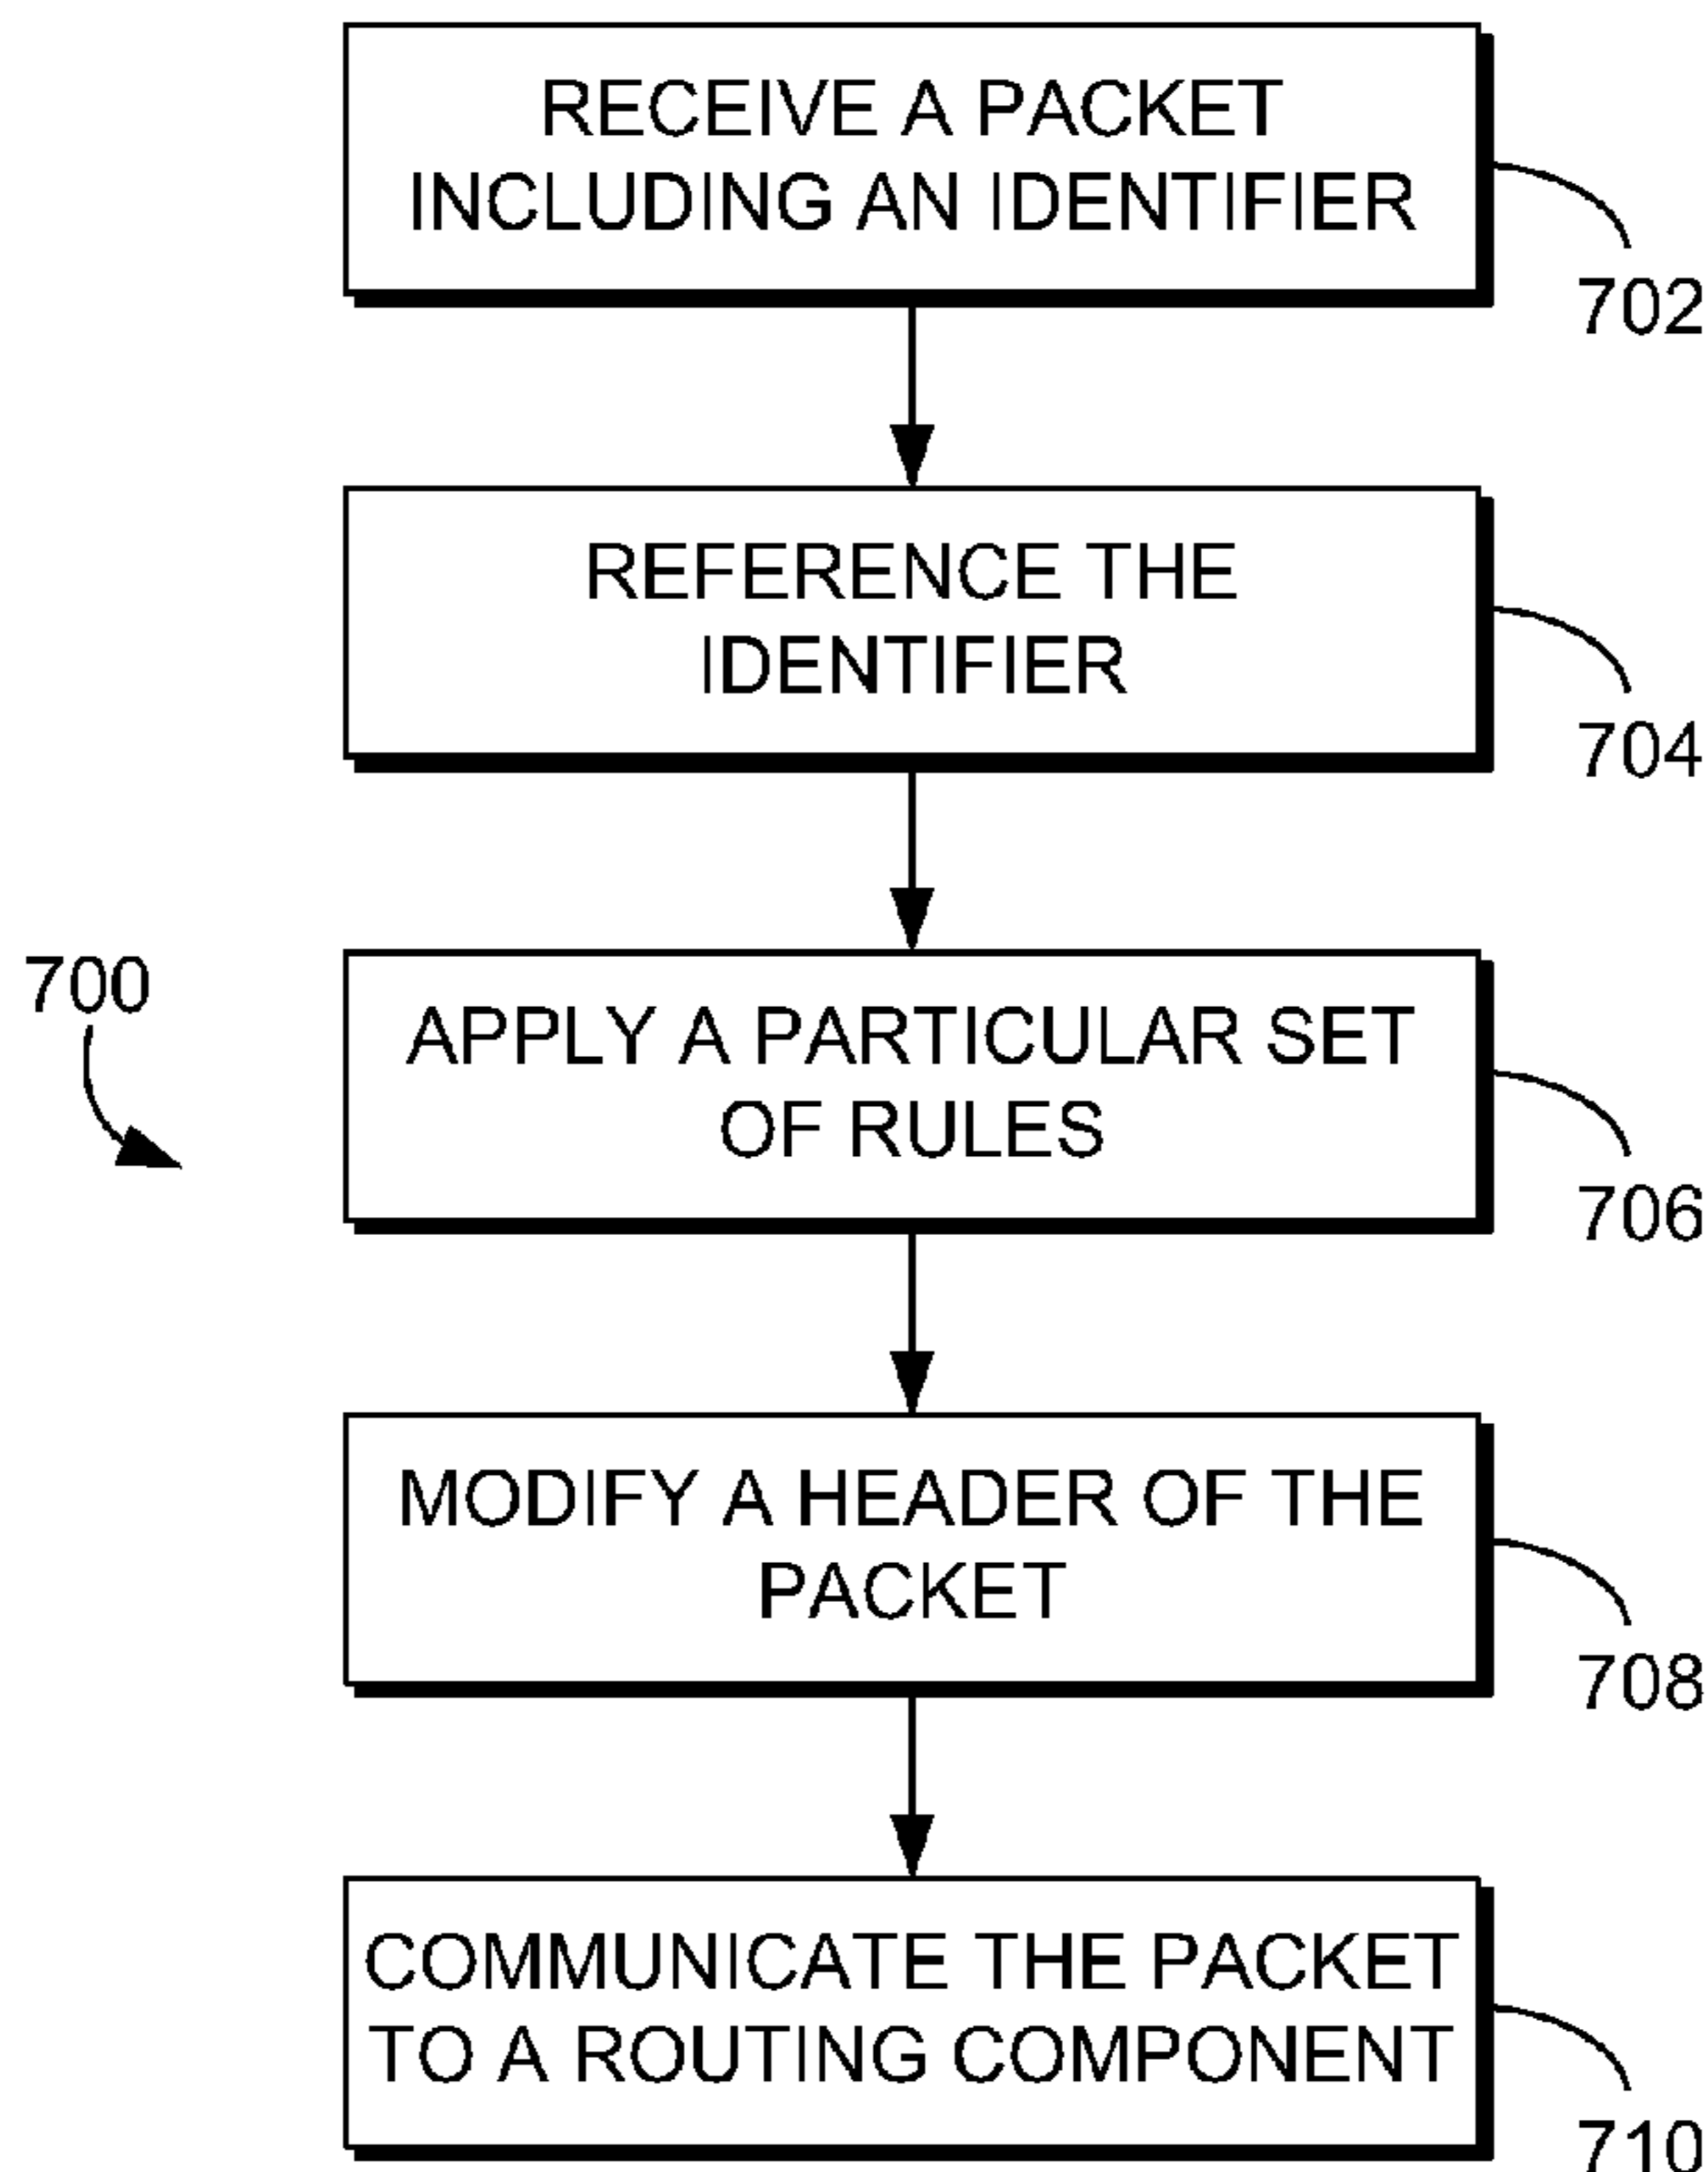 RECEIVE A PACKET
INCLUDING AN IDENTIFIER
702
REFERENCE THE
IDENTIFIER
704
700
APPLY A PARTICULAR SET
OF RULES
706
MODIFY A HEADER OF THE
PACKET
708
COMMUNICATE THE PACKET
TO A ROUTING COMPONENT
710